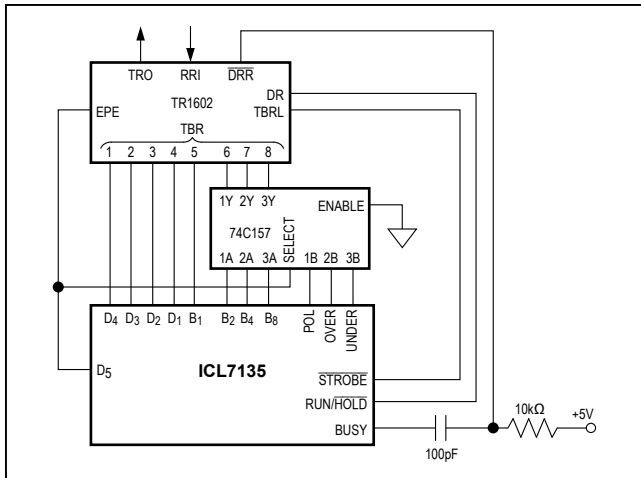 TRO RRI DRR
TR1602 DR
EPE TBRL
TBR
1 2 3 4 5 6 7 8
1Y 2Y 3Y ENABLE
74C157 SELECT
1A 2A 3A 1B 2B 3B
D4 D3 D2 D1 B1 B2 B4 B8 POL OVER UNDER
D5
ICL7135
STROBE
RUN/HOLD
10kΩ +5V
BUSY
100pF